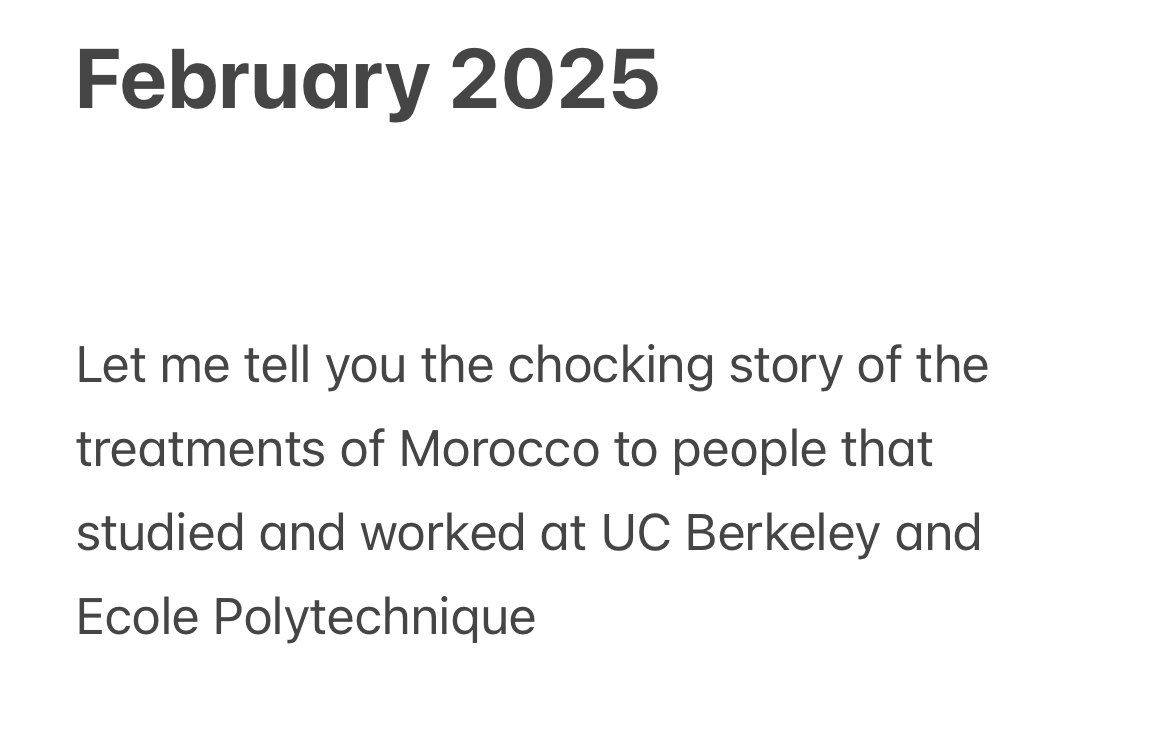 February 2025
Let me tell you the chocking story of the
treatments of Morocco to people that
studied and worked at UC Berkeley and
Ecole Polytechnique